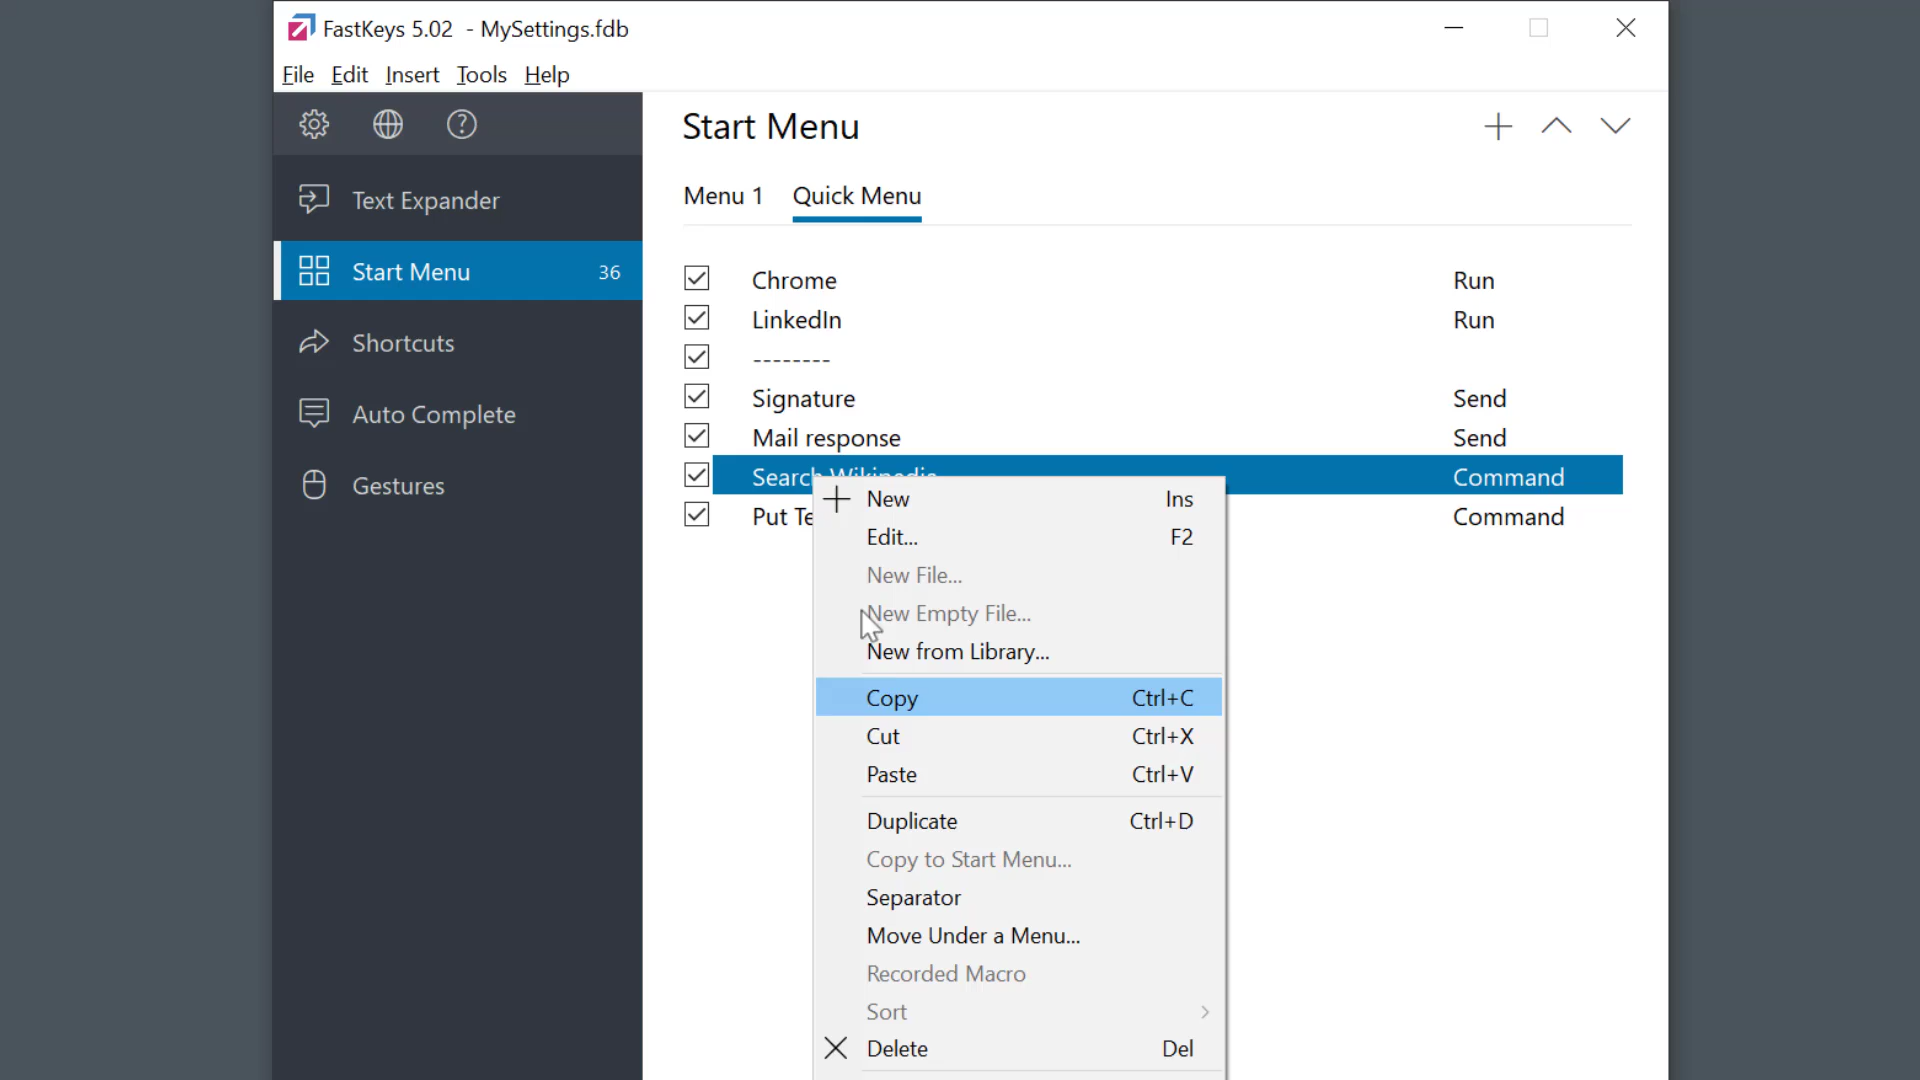 FastKeys 5.02 - MySettings.fdb
File Edit Insert Tools Help
Start Menu
Menu 1 Quick Menu
Text Expander
Start Menu 36
Shortcuts
Auto Complete
Gestures
Chrome Run
LinkedIn Run
--------
Signature Send
Mail response Send
Search Wikipedia Command
Put Command
New Ins
Edit... F2
New File...
New Empty File...
New from Library...
Copy Ctrl+C
Cut Ctrl+X
Paste Ctrl+V
Duplicate Ctrl+D
Copy to Start Menu...
Separator
Move Under a Menu...
Recorded Macro
Sort
Delete Del